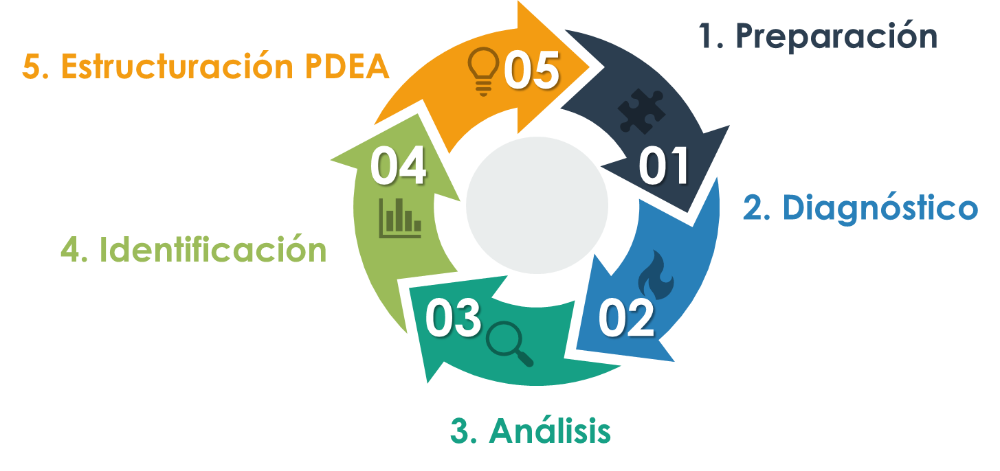 1. Preparación
5. Estructuración PDEA
05
01
04
2. Diagnóstico
4. Identificación
03
02
3. Análisis